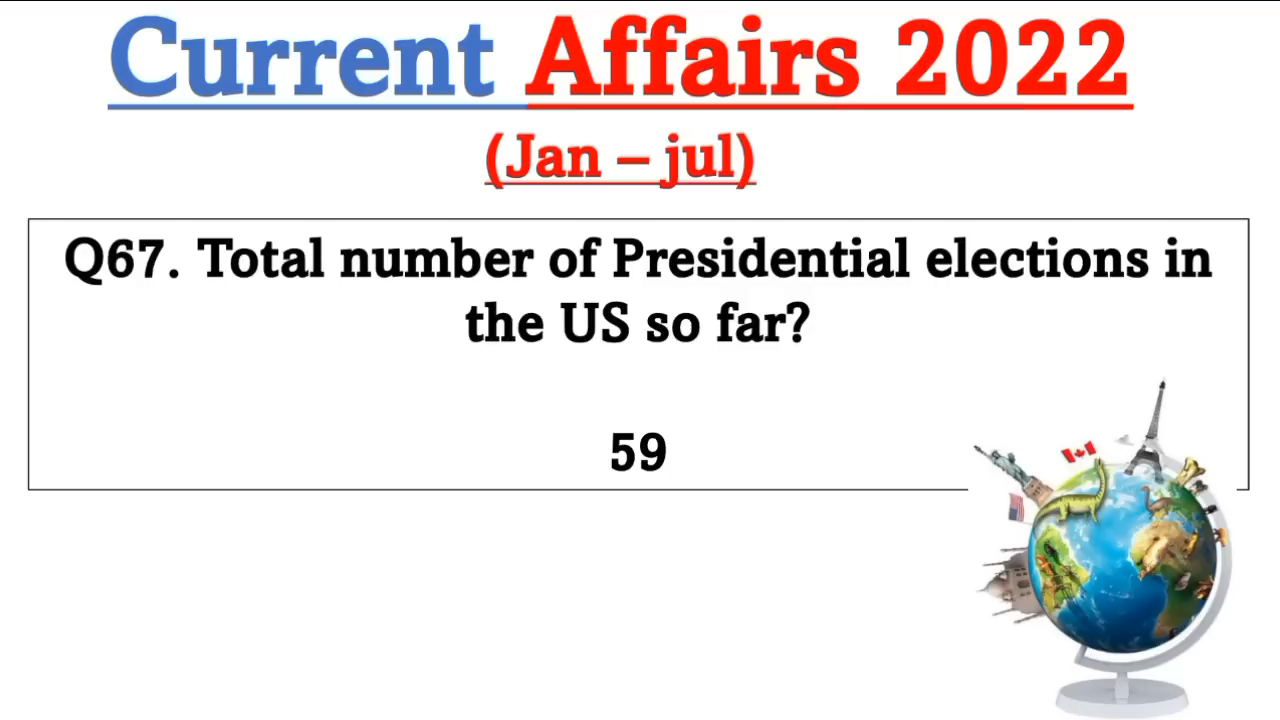 Current Affairs 2022
(Jan – jul)
Q67. Total number of Presidential elections in
the US so far?
59